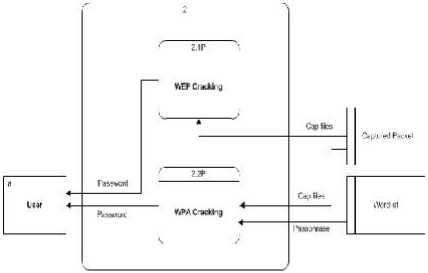 2
2.1P
WEP Cracking
Cap files
Captured Packet
2.2P
a
Password
Cap files
User
Password
WPA Cracking
Wordlist
Passphrase